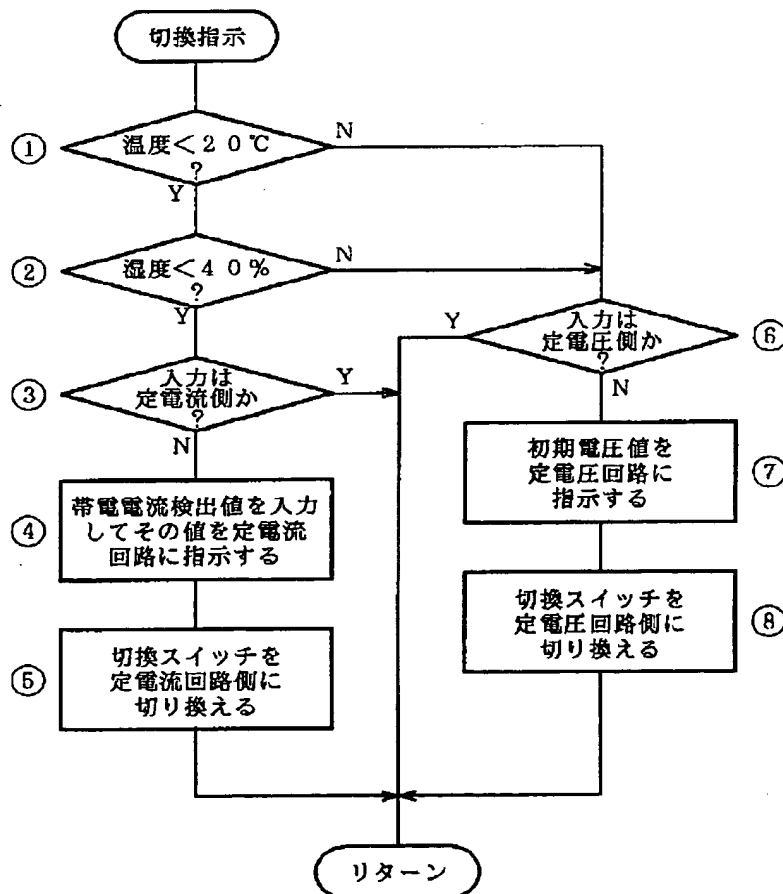 切換指示
① 温度<20℃ N
?
Y
② 湿度<40% N
?
Y
③ 入力は
定電流側か Y
?
N
④ 帯電電流検出値を入力
してその値を定電流
回路に指示する
⑤ 切換スイッチを
定電流回路側に
切り換える
Y 入力は ⑥
定電圧側か
?
N
初期電圧値を
定電圧回路に ⑦
指示する
切換スイッチを
定電圧回路側に ⑧
切り換える
リターン